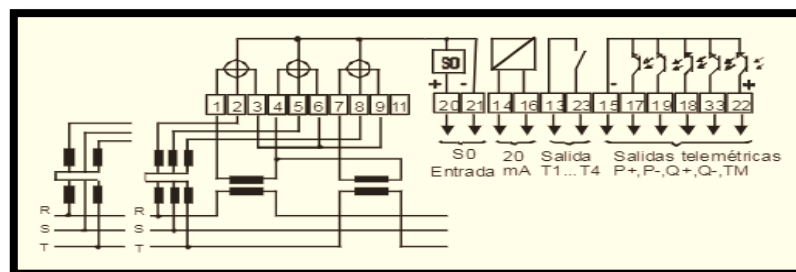 S0
+ - - +
1 2 3 4 5 6 7 8 9 11 20 21 14 16 13 23 15 17 19 18 33 22
S0 20 Salida Salidas telemétricas
Entrada mA T1...T4 P+,P-,Q+,Q-,TM
R R
S S
T T